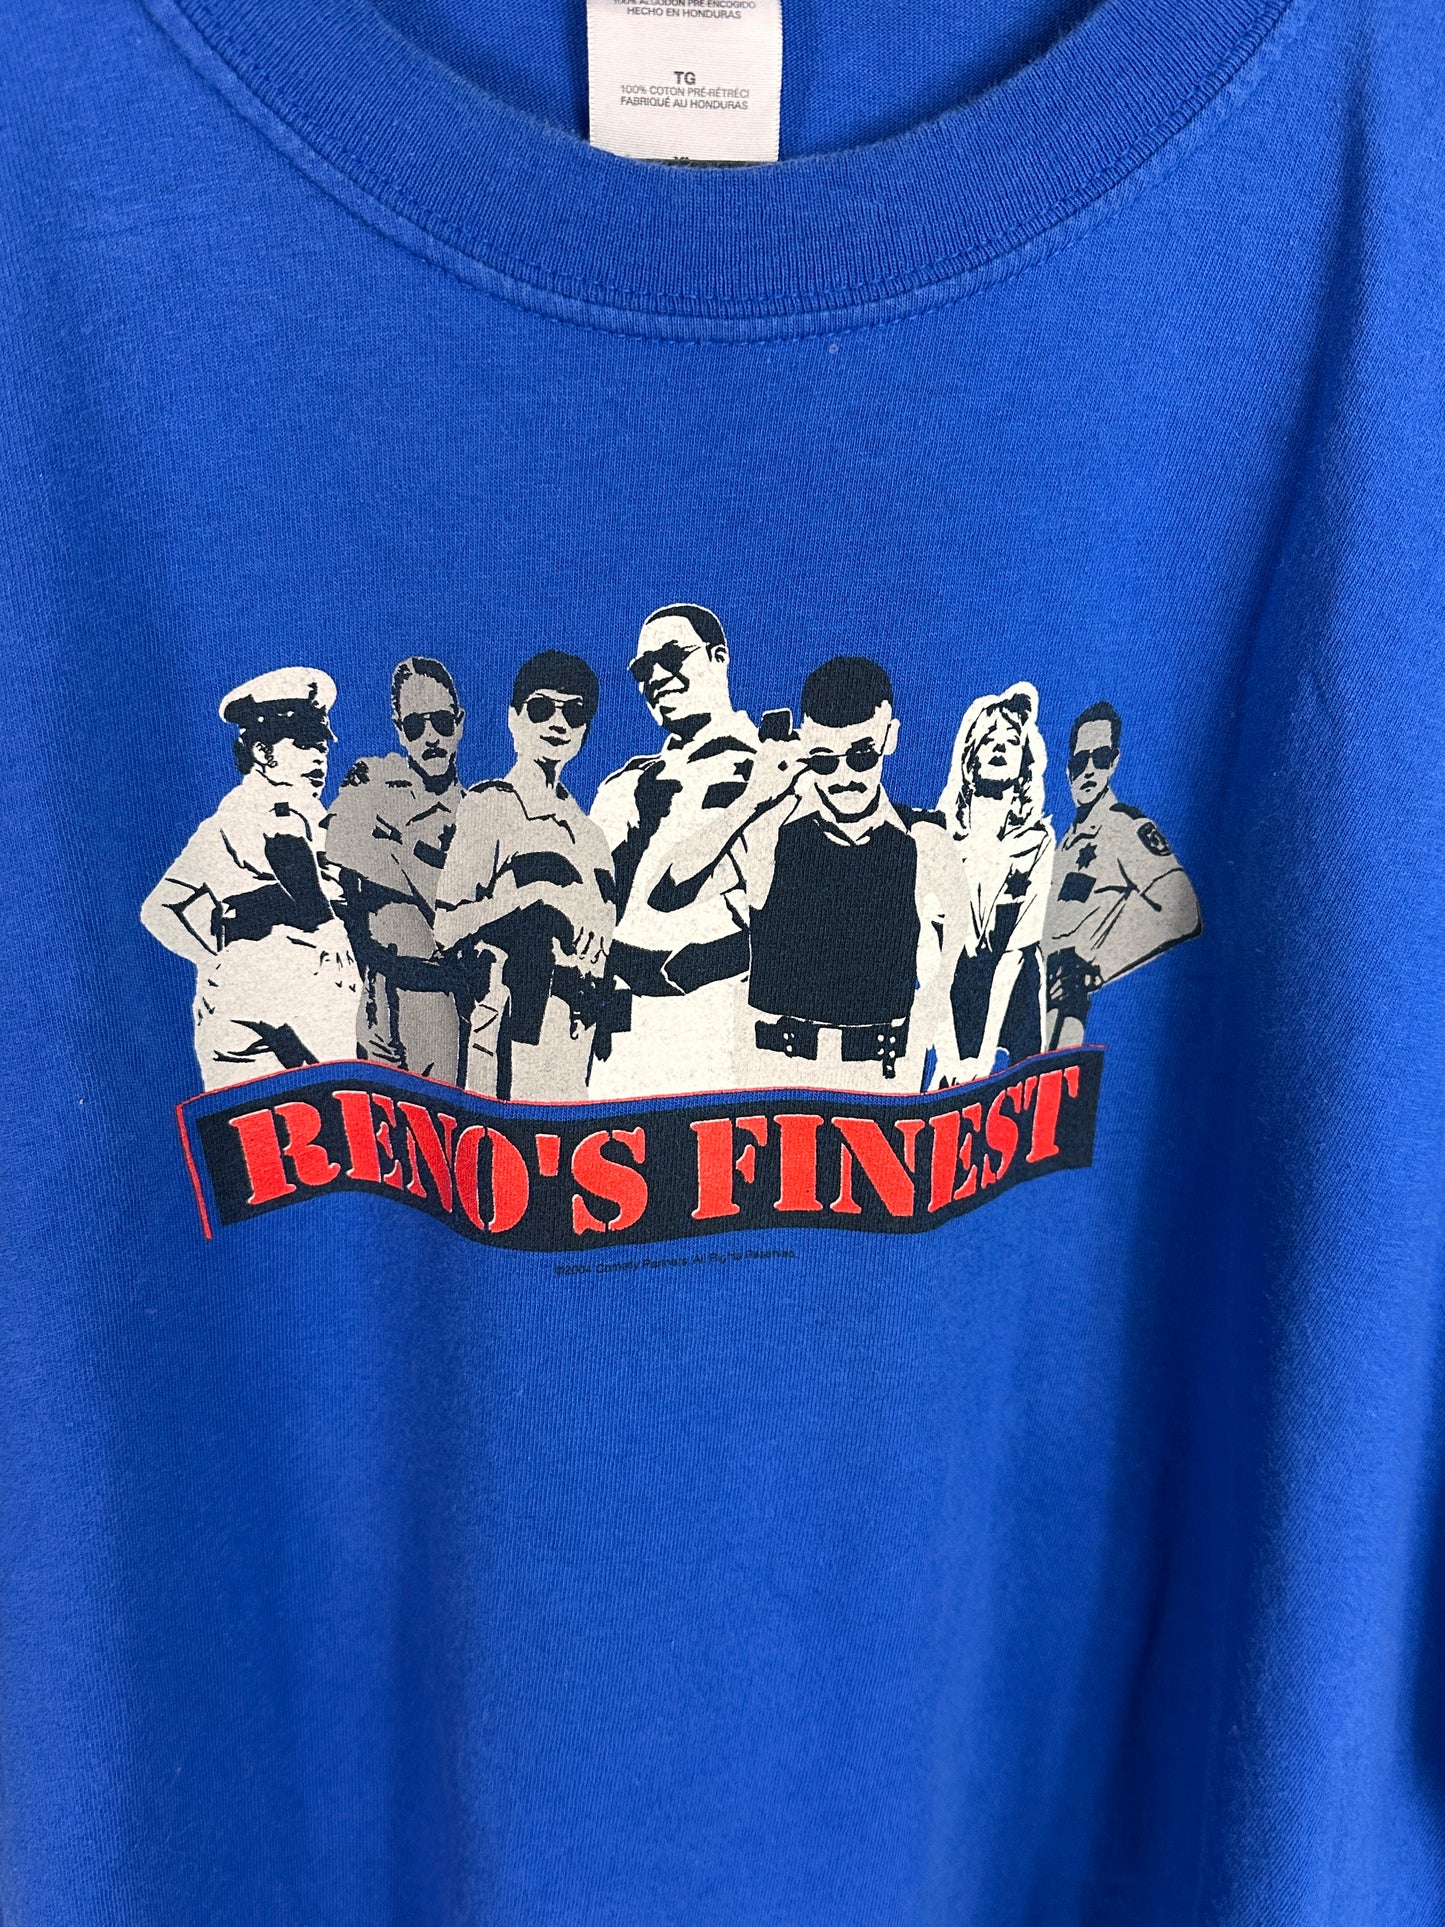 100% ALGODÓN PRE-ENCOGIDO
HECHO EN HONDURAS
TG
100% COTON PRÉ-RÉTRÉCI
FABRIQUÉ AU HONDURAS
RENO'S FINEST
©2004 Comedy Partners. All Rights Reserved.